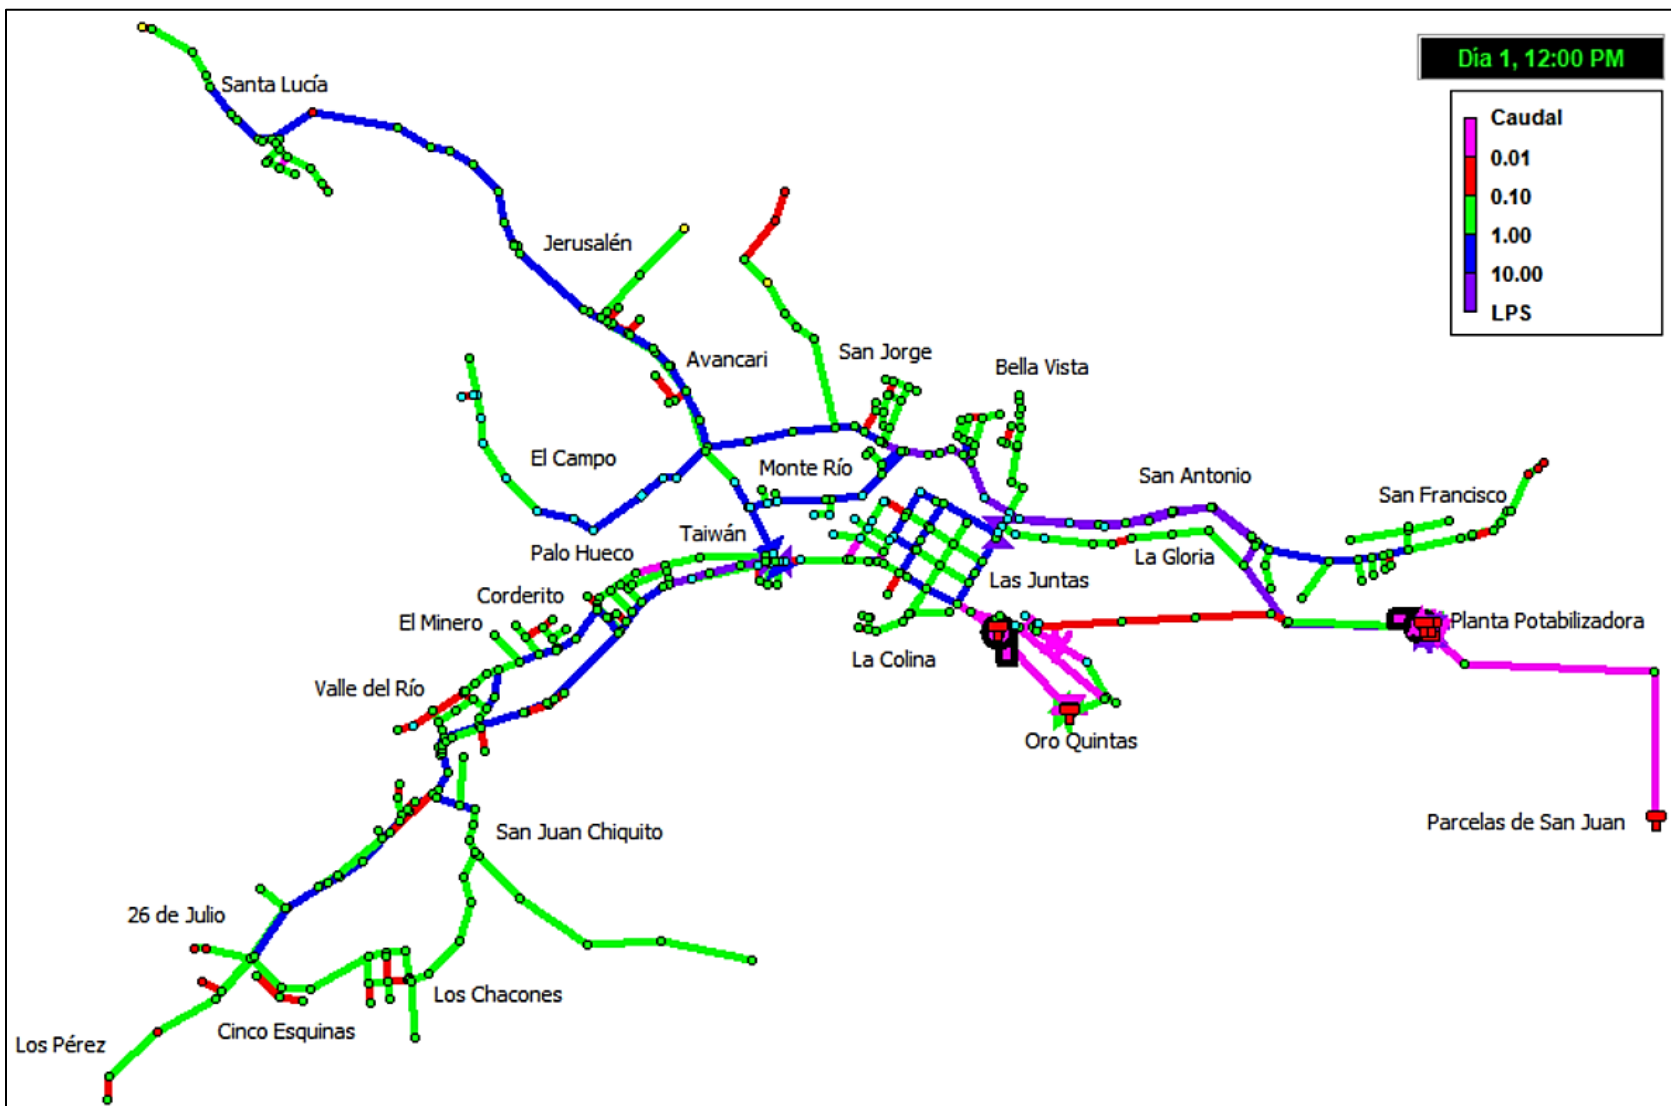 Día 1, 12:00 PM
Caudal
0.01
0.10
1.00
10.00
LPS
Santa Lucía
Jerusalén
Avancari
San Jorge
Bella Vista
El Campo
Monte Río
San Antonio
San Francisco
Taiwán
Palo Hueco
La Gloria
Las Juntas
Corderito
El Minero
Planta Potabilizadora
La Colina
Valle del Río
Oro Quintas
Parcelas de San Juan
San Juan Chiquito
26 de Julio
Los Chacones
Cinco Esquinas
Los Pérez